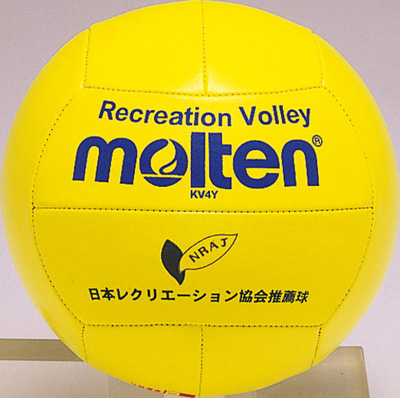 Recreation Volley
molten®
KV4Y
NRAJ
日本レクリエーション協会推薦球